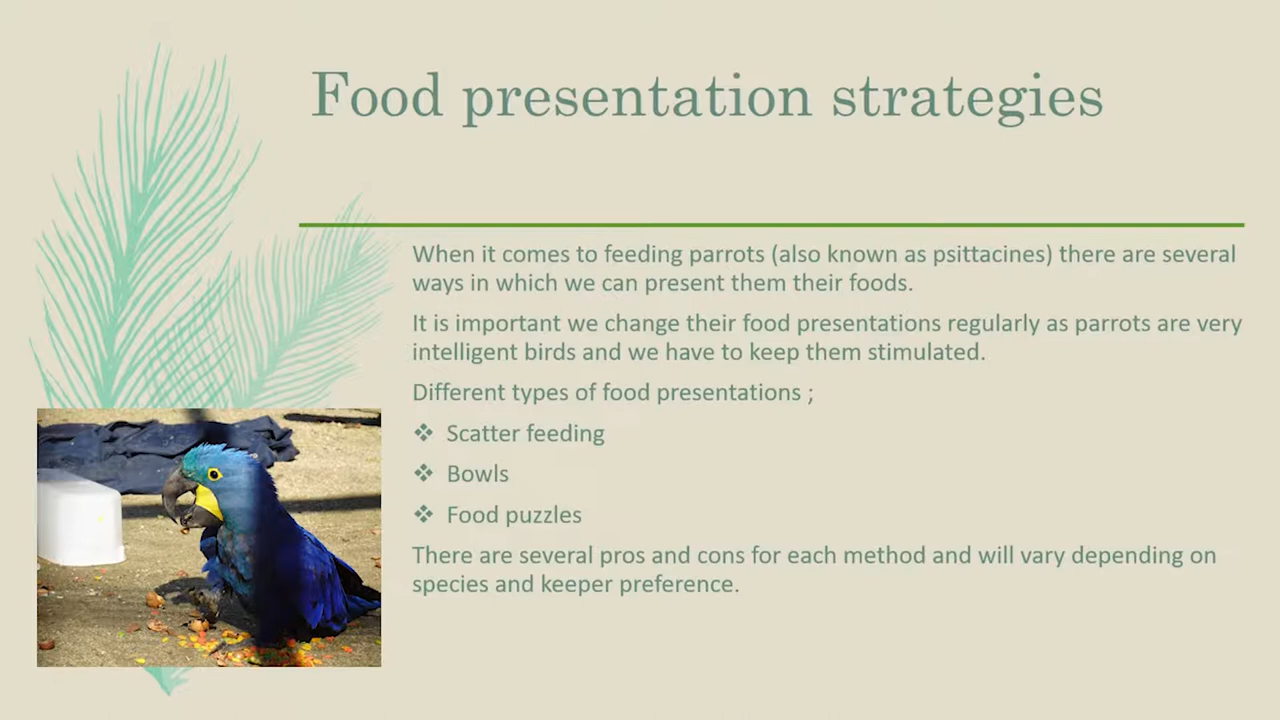 Food presentation strategies
When it comes to feeding parrots (also known as psittacines) there are several
ways in which we can present them their foods.
It is important we change their food presentations regularly as parrots are very
intelligent birds and we have to keep them stimulated.
Different types of food presentations ;
❖ Scatter feeding
❖ Bowls
❖ Food puzzles
There are several pros and cons for each method and will vary depending on
species and keeper preference.